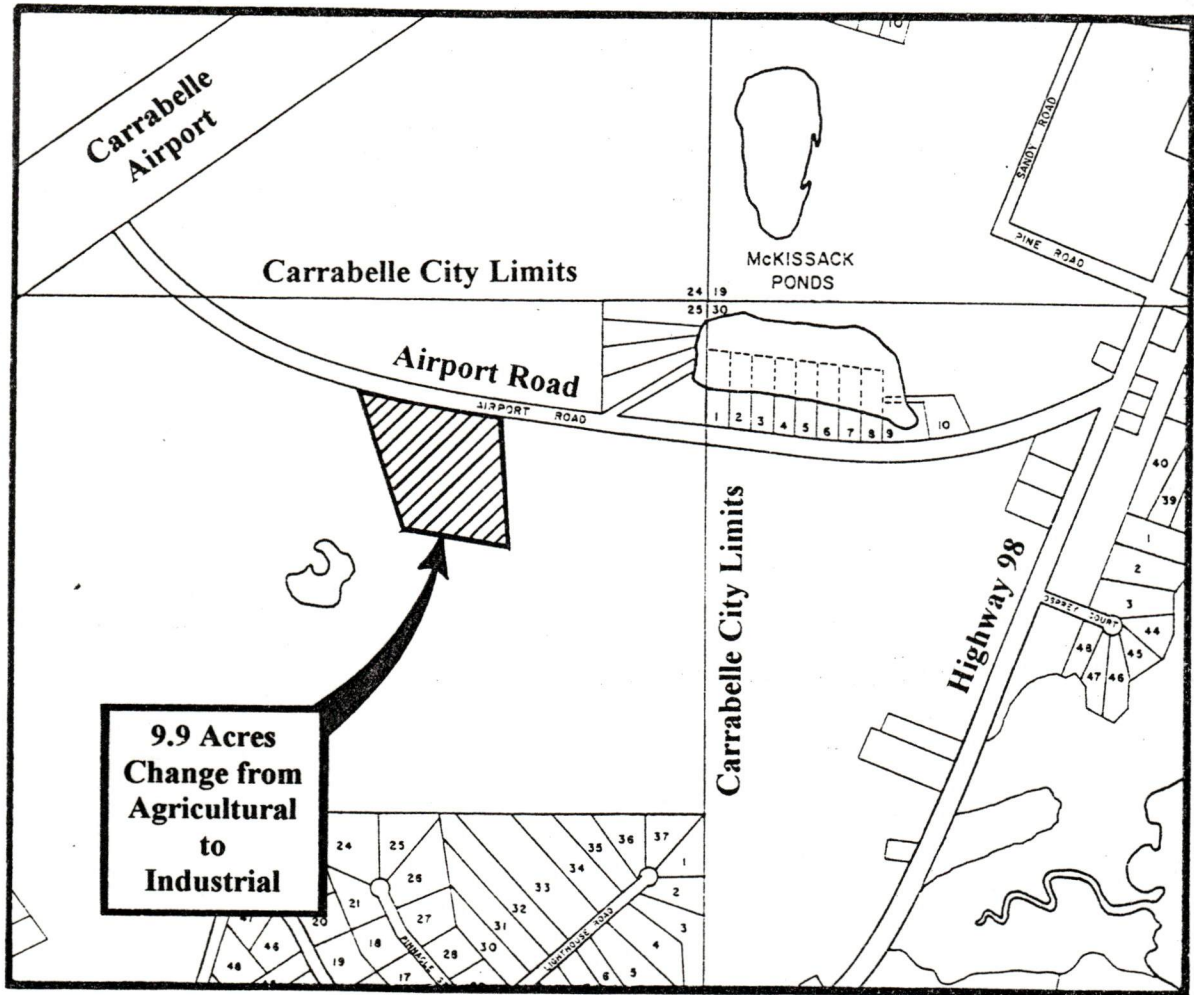 10
Carrabelle
Airport
SANDY ROAD
PINE ROAD
McKISSACK
PONDS
Carrabelle City Limits
24 19
25 30
Airport Road
AIRPORT ROAD
1 2 3 4 5 6 7 8 9 10
40
39
1
2
3
OSPREY COURT
44
45
46
47
48
Highway 98
Carrabelle City Limits
9.9 Acres
Change from
Agricultural
to
Industrial
24 25 26 27 28 30 31 32 33 34 35 36 37
1
2
3
4
5
6
LIGHTHOUSE ROAD
PINNACLE
21
20
19
18
17
47
46
48